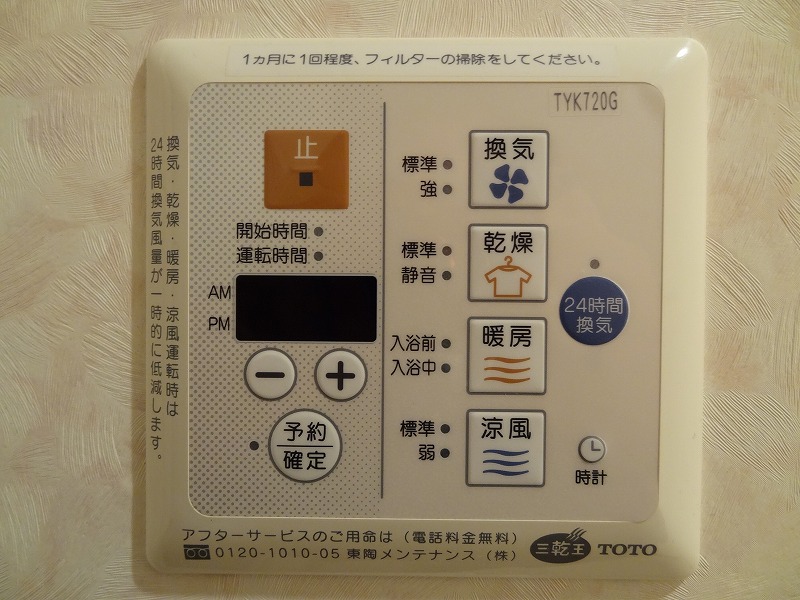 1ヵ月に1回程度、フィルターの掃除をしてください。
TYK720G
換気・乾燥・暖房・涼風運転時は
24時間換気風量が一時的に低減します。
止
開始時間
運転時間
AM
PM
予約
確定
標準
強
換気
標準
静音
乾燥
入浴前
入浴中
暖房
標準
弱
涼風
24時間
換気
時計
アフターサービスのご用命は(電話料金無料)
0120-1010-05 東陶メンテナンス(株)
三乾王 TOTO